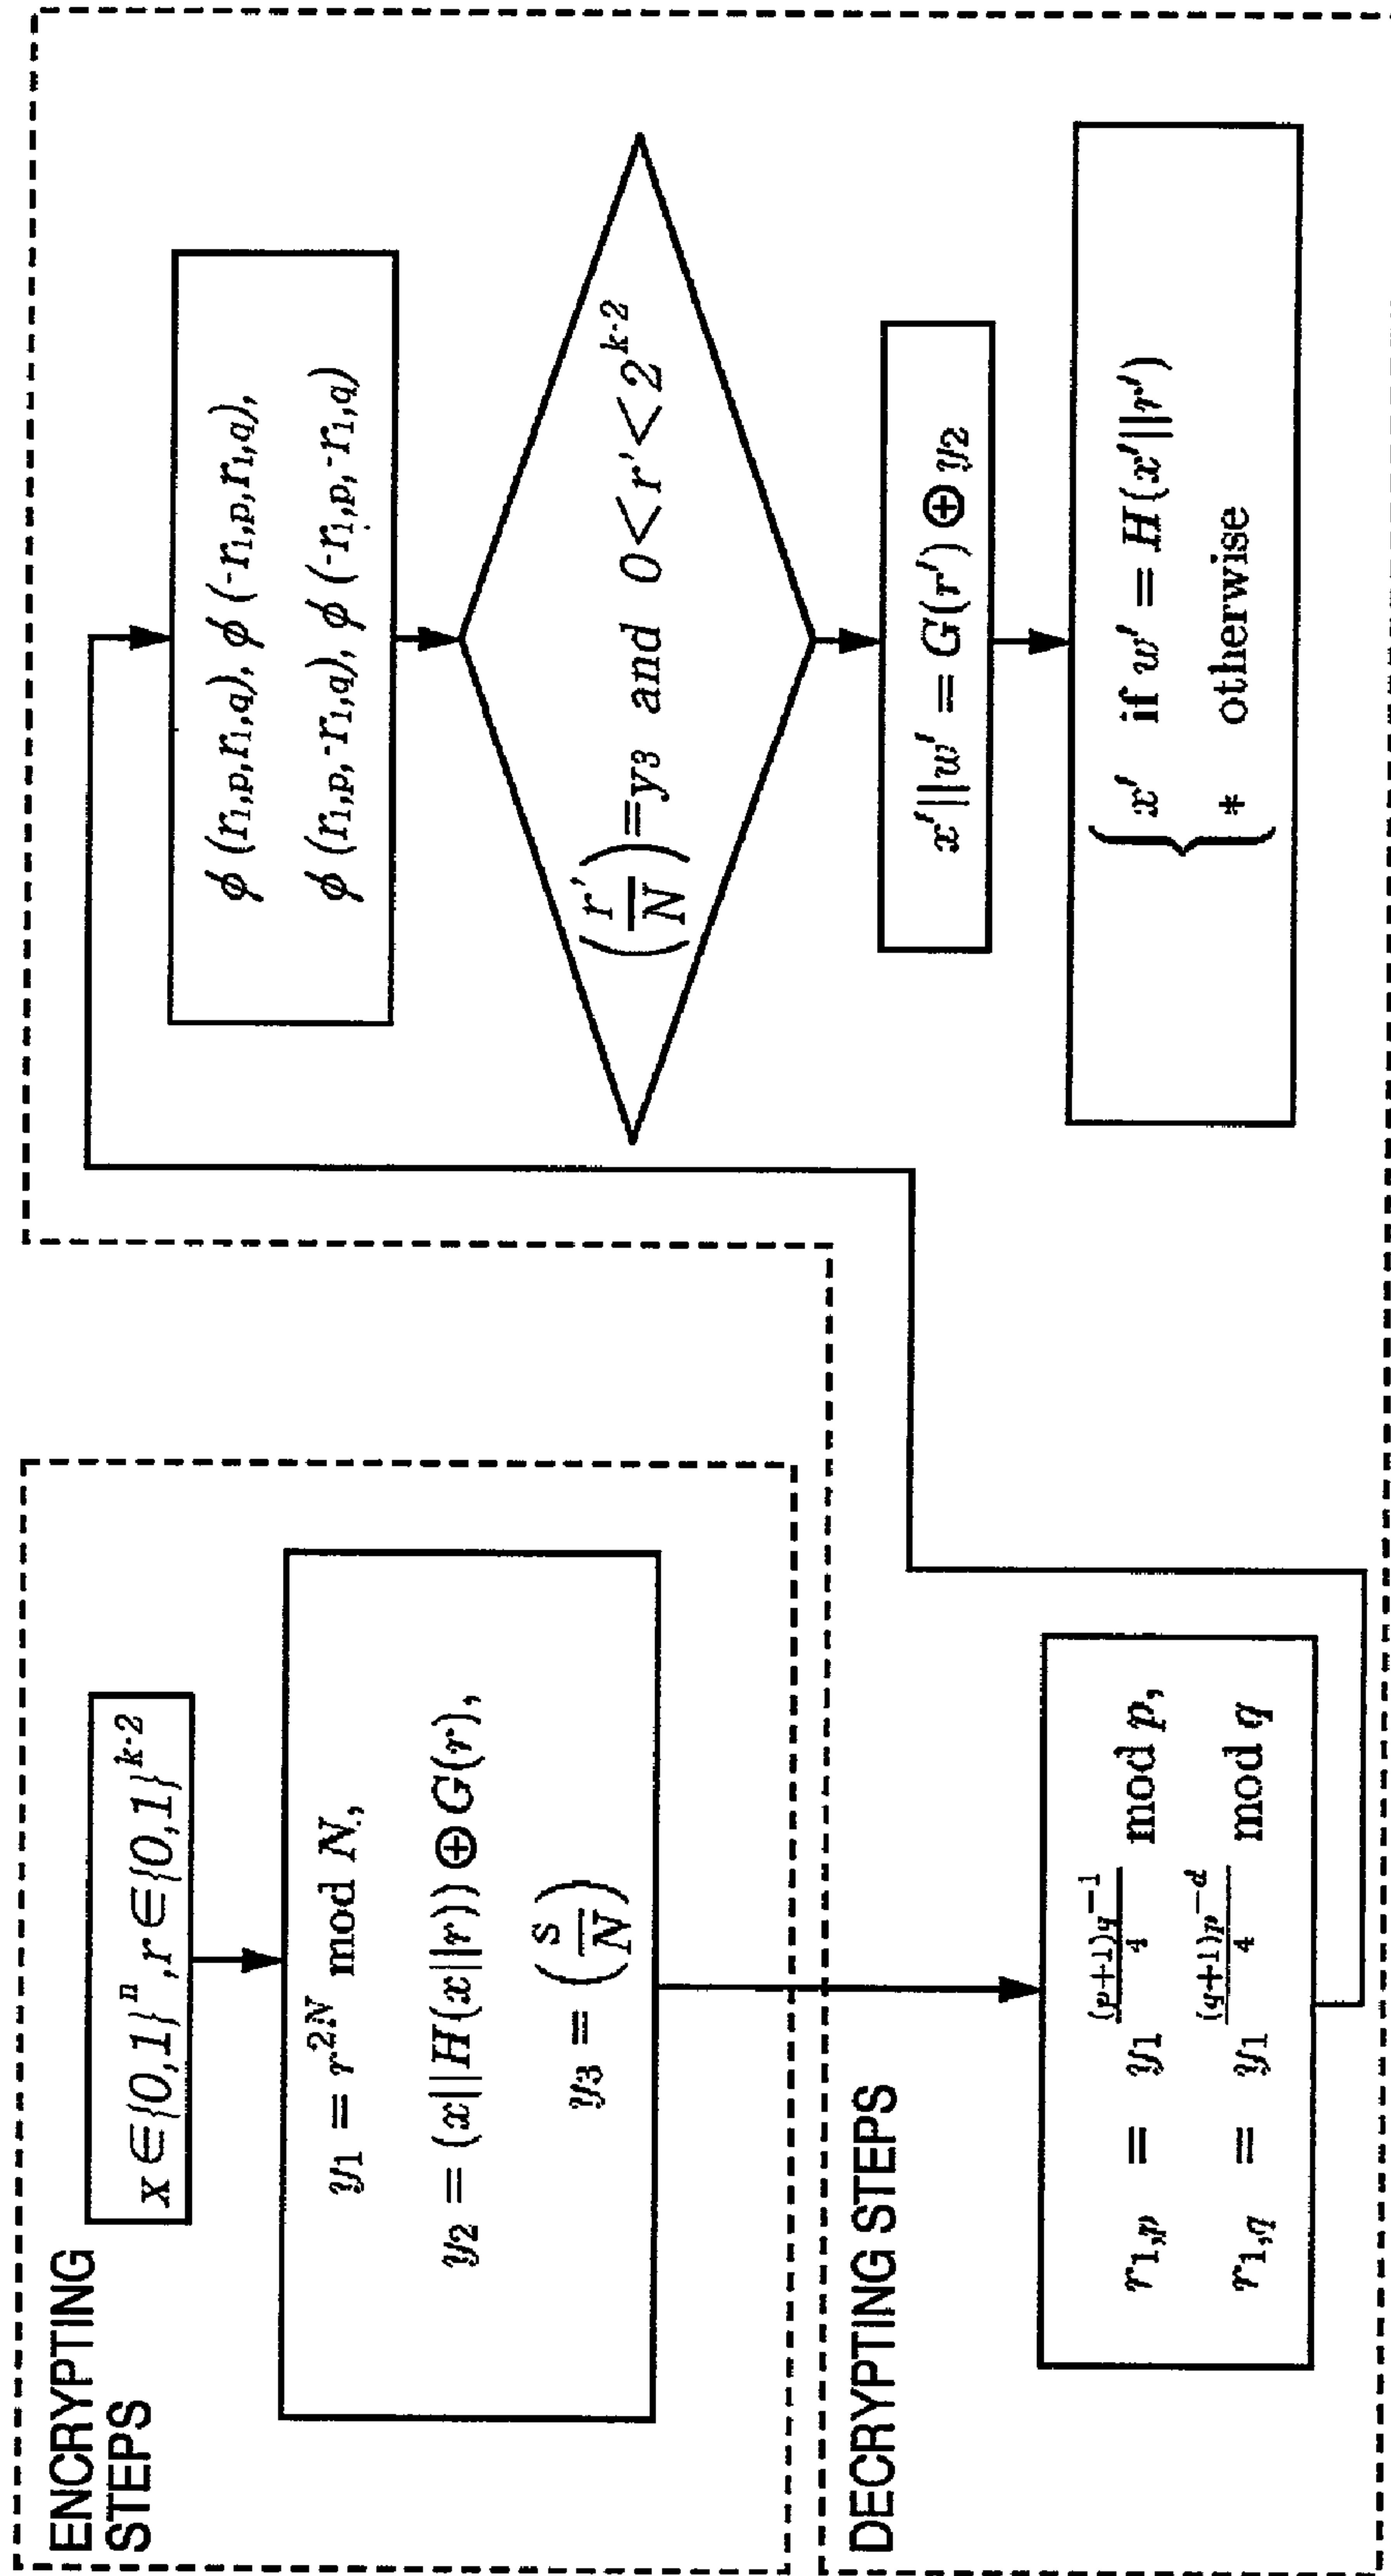 ENCRYPTING
STEPS
x∈{0,1}^n, r∈{0,1}^{k-2}
y_1 = r^{2N} mod N,
y_2 = (x||H(x||r))⊕G(r),
y_3 = (S/N)
DECRYPTING STEPS
r_{1,p} = y_1^{\frac{(p+1)q^{-1}}{4}} mod p,
r_{1,q} = y_1^{\frac{(q+1)p^{-d}}{4}} mod q
ϕ(r_{1,p},r_{1,q}), ϕ(-r_{1,p},r_{1,q}),
ϕ(r_{1,p},-r_{1,q}), ϕ(-r_{1,p},-r_{1,q})
(r'/N)=y_3 and 0<r'<2^{k-2}
x'||w' = G(r')⊕y_2
{ x' if w' = H(x'||r')
* otherwise